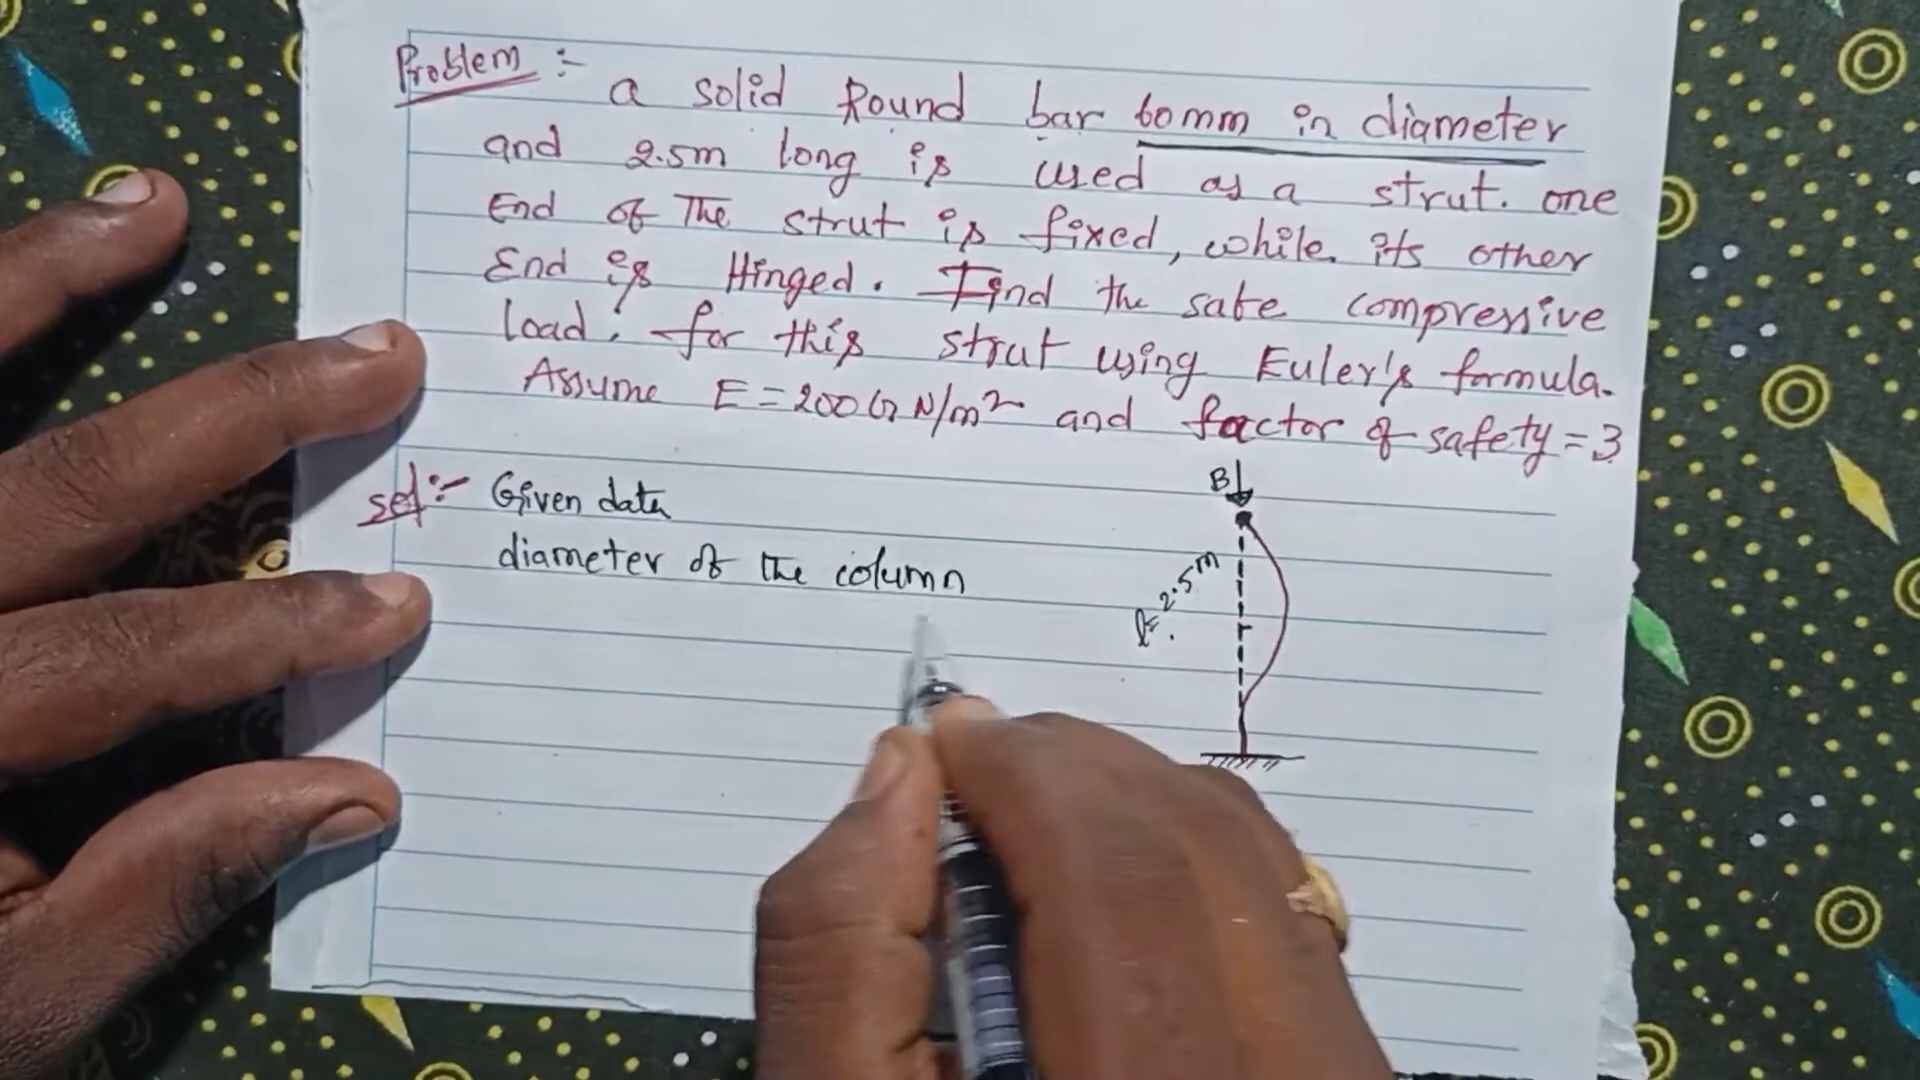 Problem :-
a solid Round bar 60mm in diameter
and 2.5m long is used as a strut. one
End of The strut is fixed, while its other
End is Hinged. Find the safe compressive
load, for this strut using Euler's formula.
Assume E = 200 GN/m² and factor of safety = 3
sol :- Given data
diameter of the column
B
l = 2.5m